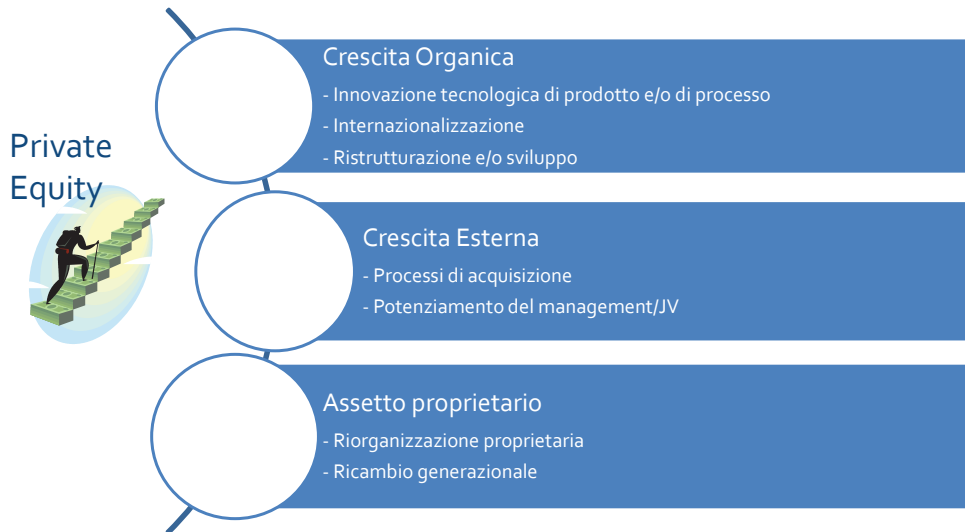 Private
Equity
Crescita Organica
- Innovazione tecnologica di prodotto e/o di processo
- Internazionalizzazione
- Ristrutturazione e/o sviluppo
Crescita Esterna
- Processi di acquisizione
- Potenziamento del management/JV
Assetto proprietario
- Riorganizzazione proprietaria
- Ricambio generazionale